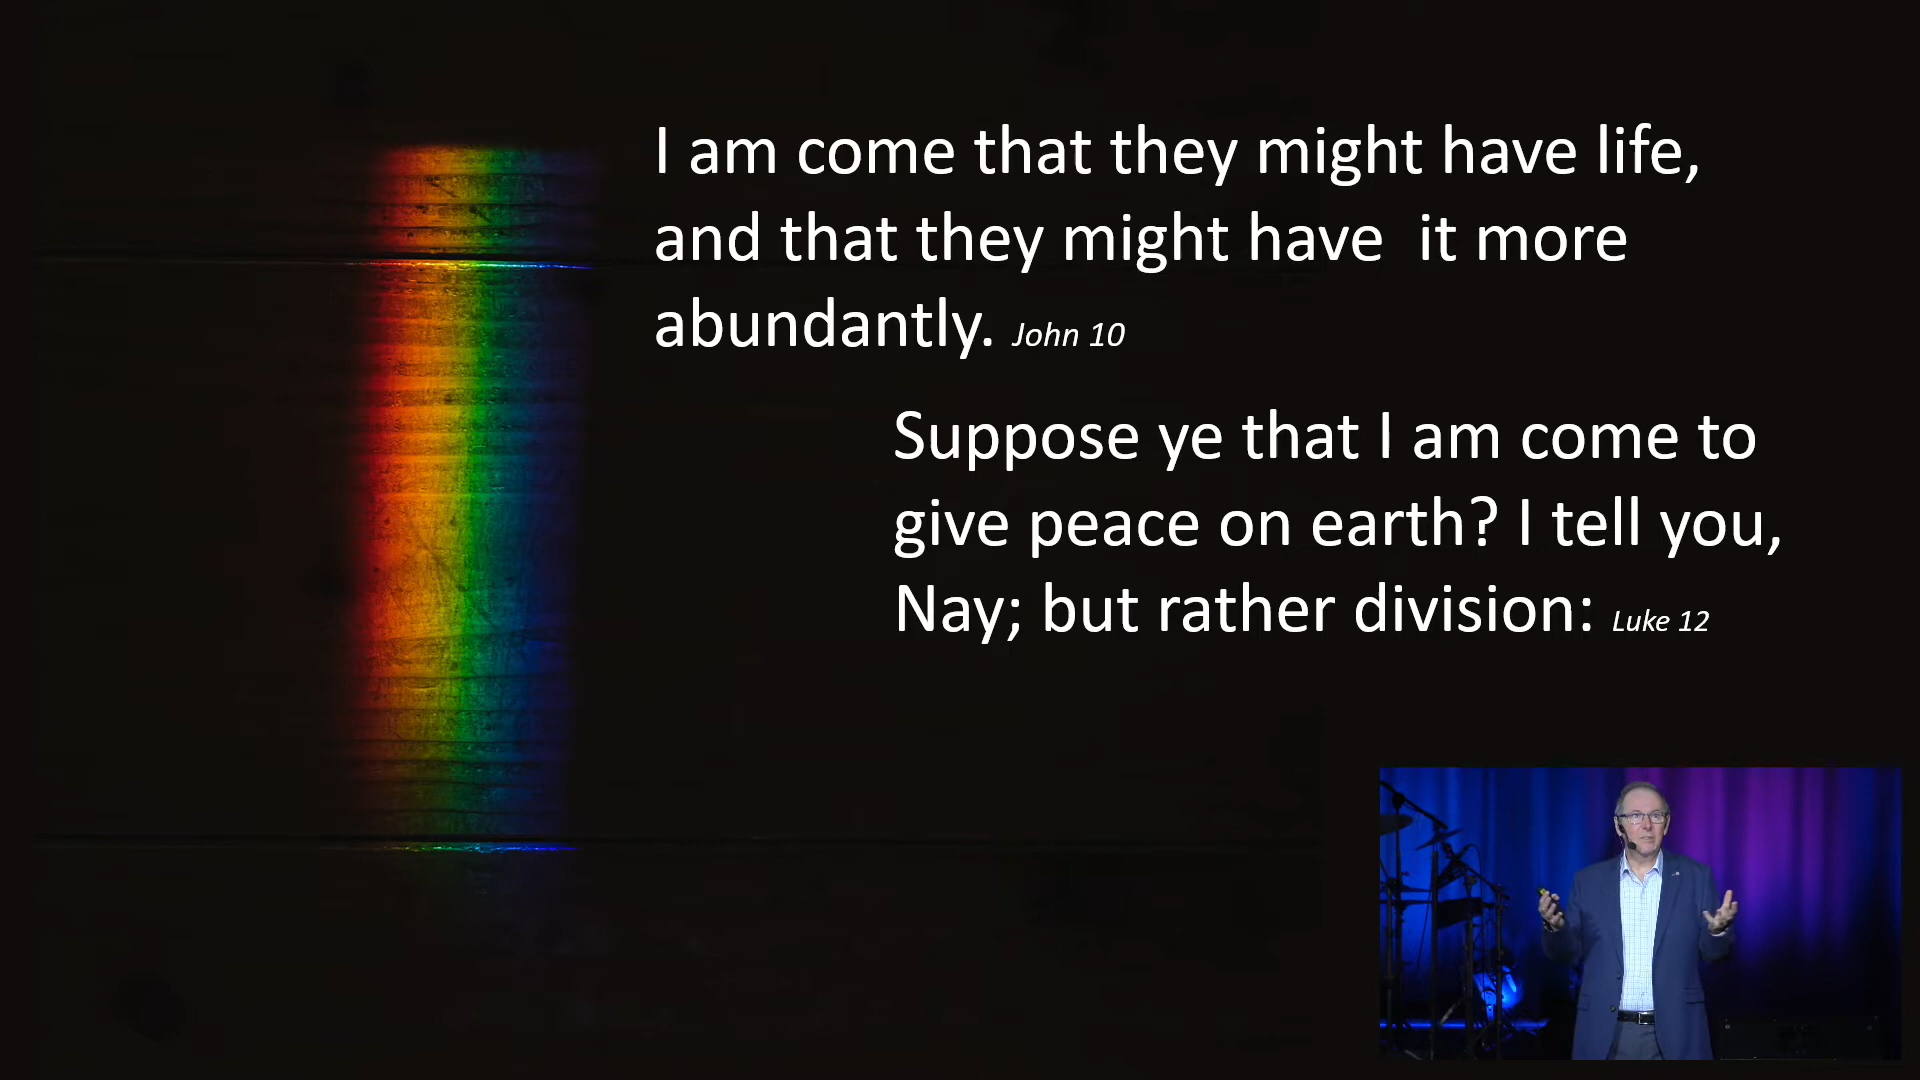 I am come that they might have life,
and that they might have  it more
abundantly. John 10
Suppose ye that I am come to
give peace on earth? I tell you,
Nay; but rather division: Luke 12